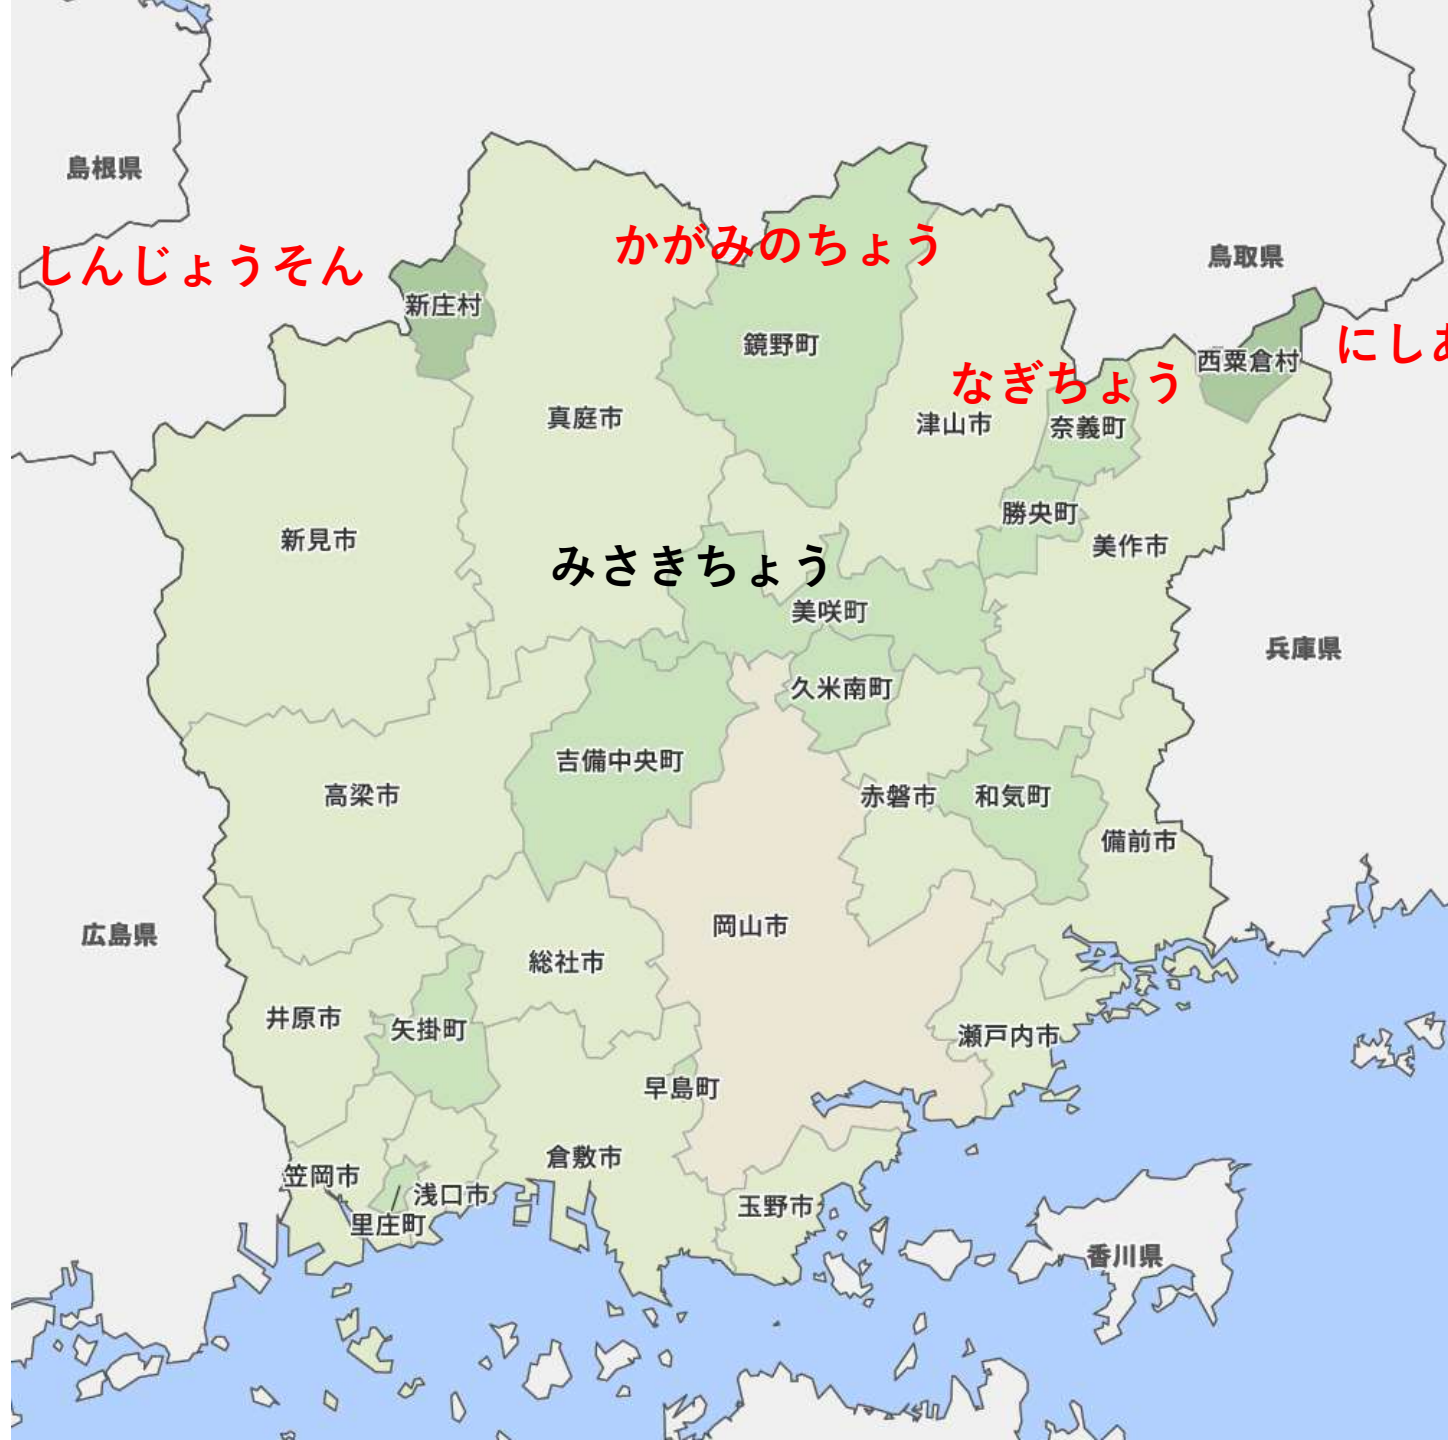 島根県
しんじょうそん
かがみのちょう
鳥取県
新庄村
鏡野町
西粟倉村
にしあ
なぎちょう
真庭市
津山市
奈義町
勝央町
新見市
美作市
みさきちょう
美咲町
兵庫県
久米南町
吉備中央町
高梁市
赤磐市
和気町
備前市
岡山市
広島県
総社市
井原市
矢掛町
瀬戸内市
早島町
倉敷市
笠岡市
浅口市
玉野市
里庄町
香川県